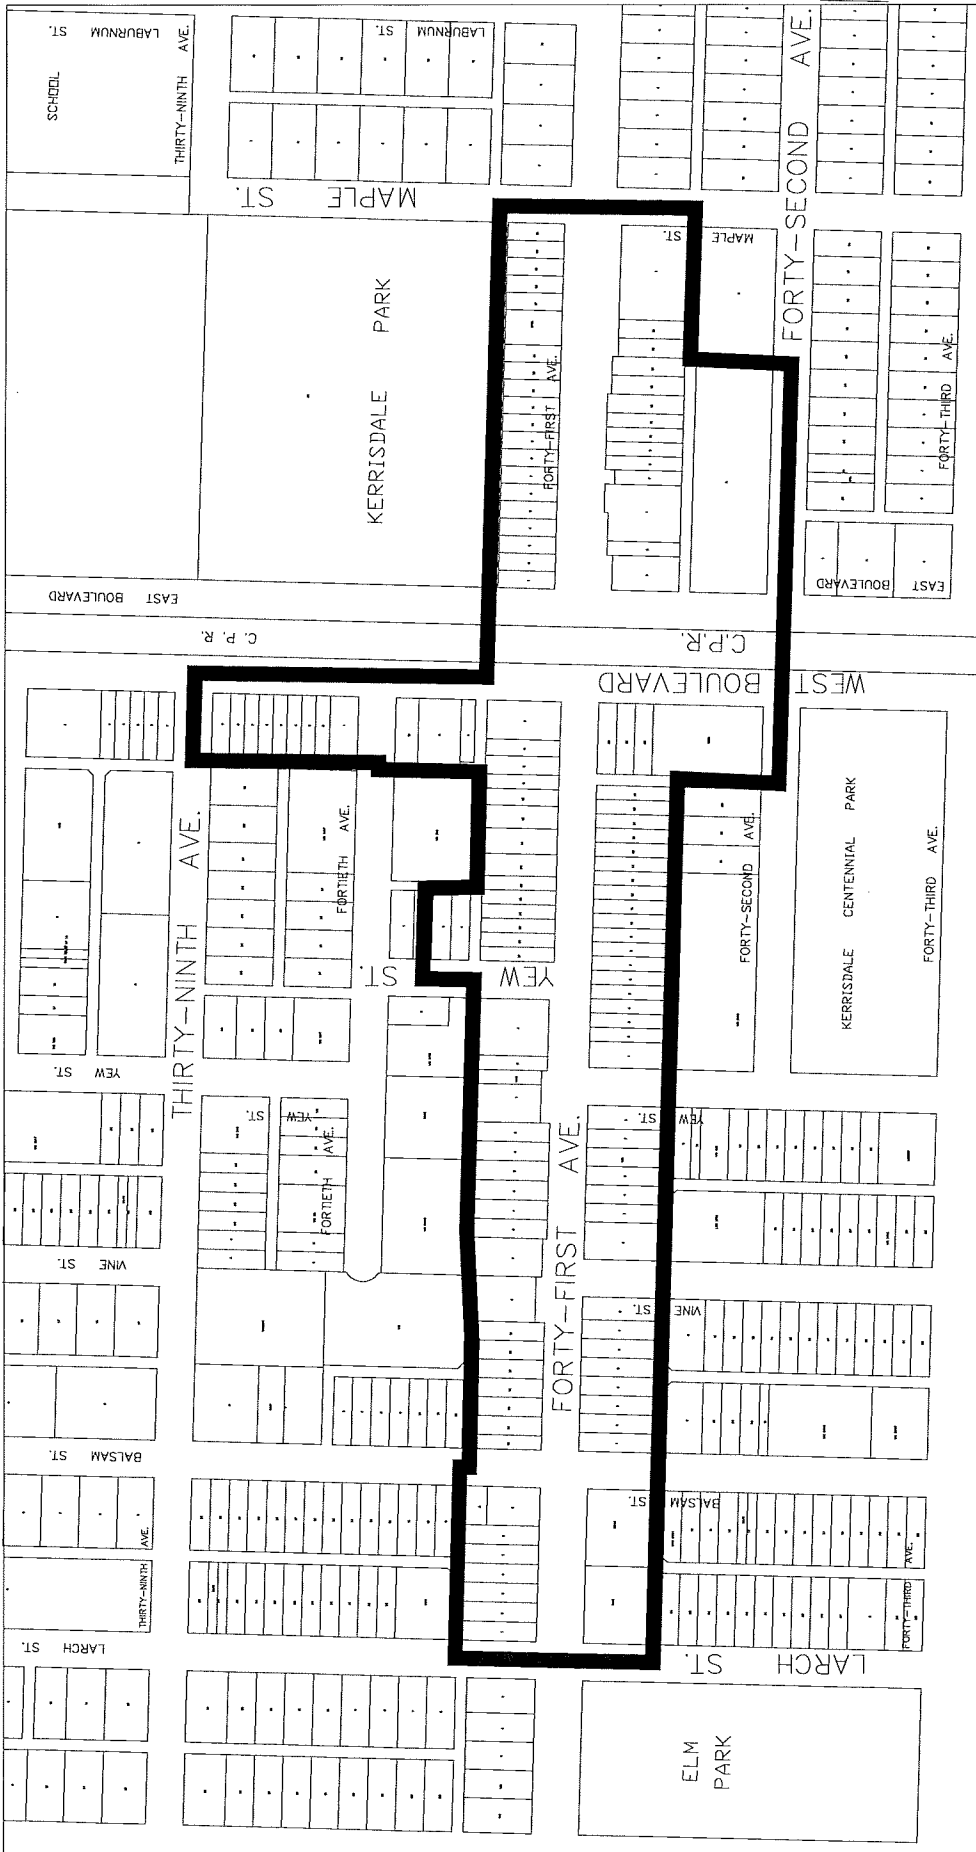 LABURNUM ST.
SCHOOL
THIRTY-NINTH AVE.
LABURNUM ST.
MAPLE ST.
FORTY-SECOND AVE.
KERRISDALE PARK
MAPLE ST.
FORTY-FIRST AVE.
FORTY-THIRD AVE.
EAST BOULEVARD
EAST BOULEVARD
C. P. R.
C.P.R.
WEST BOULEVARD
THIRTY-NINTH AVE.
FORTIETH AVE.
FORTY-SECOND AVE.
KERRISDALE CENTENNIAL PARK
FORTY-THIRD AVE.
YEW ST.
YEW ST.
YEW ST.
YEW ST.
FORTIETH AVE.
FORTY-FIRST AVE.
VINE ST.
VINE ST.
BALSAM ST.
BALSAM ST.
THIRTY-NINTH AVE.
FORTY-THIRD AVE.
LARCH ST.
LARCH ST.
ELM
PARK